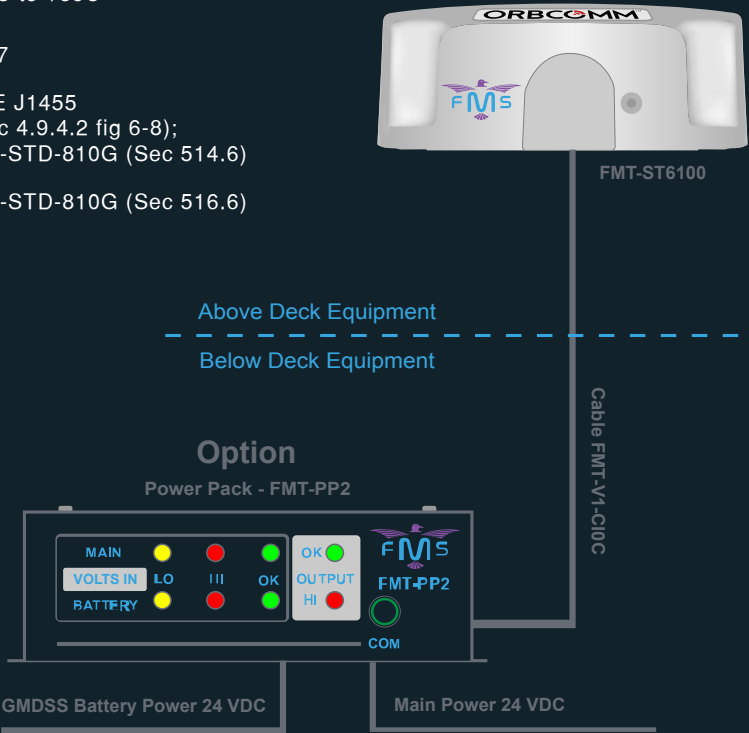 ORBCOMM
7
E J1455
c 4.9.4.2 fig 6-8);
-STD-810G (Sec 514.6)
-STD-810G (Sec 516.6)
FMS
FMT-ST6100
Above Deck Equipment
Below Deck Equipment
Cable FMT-V1-CI0C
Option
Power Pack - FMT-PP2
MAIN
VOLTS IN LO HI OK
BATTERY
OK
OUTPUT
HI
FMS
FMT-PP2
COM
GMDSS Battery Power 24 VDC
Main Power 24 VDC